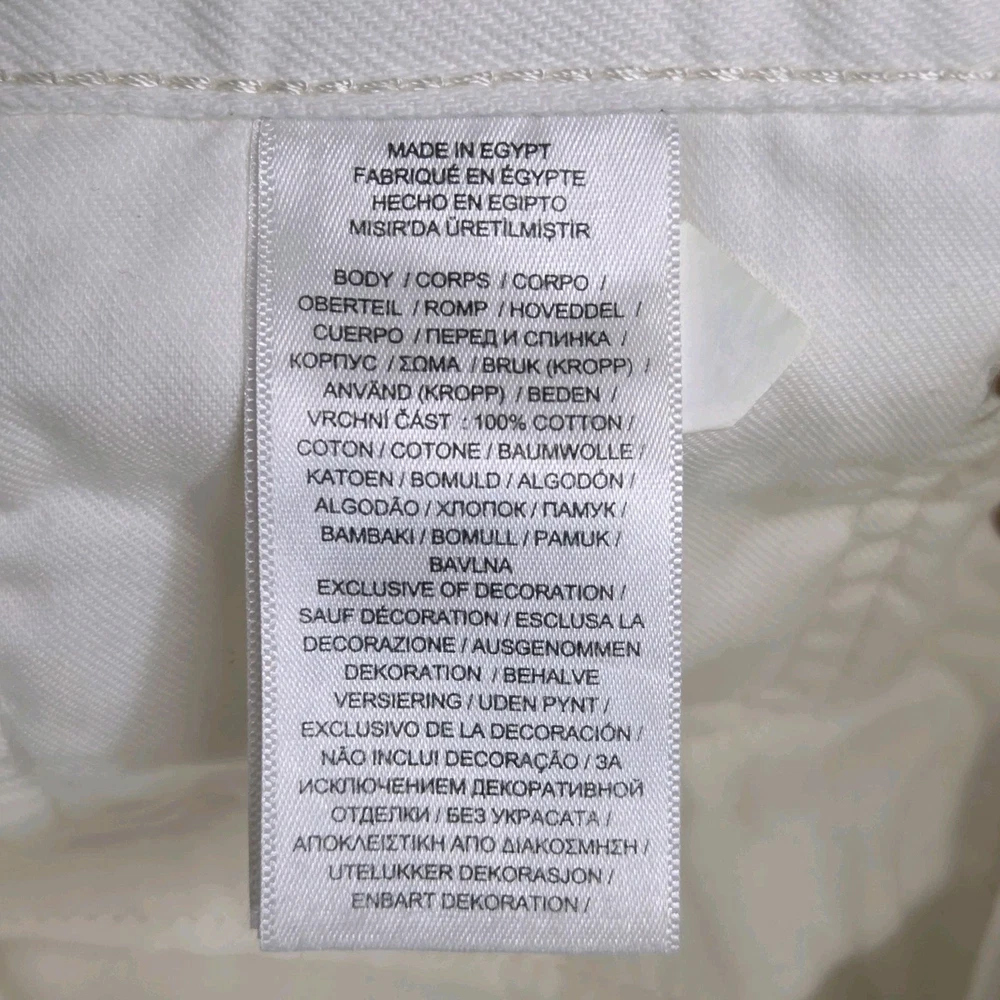 MADE IN EGYPT
FABRIQUÉ EN ÉGYPTE
HECHO EN EGIPTO
MISIR'DA ÜRETİLMİŞTİR
BODY / CORPS / CORPO /
OBERTEIL / ROMP / HOVEDDEL /
CUERPO / ПЕРЕД И СПИНКА /
КОРПУС / ΣΩΜΑ / BRUK (KROPP) /
ANVÄND (KROPP) / BEDEN /
VRCHNÍ ČÁST : 100% COTTON /
COTON / COTONE / BAUMWOLLE /
KATOEN / BOMULD / ALGODÓN /
ALGODÃO / ХЛОПОК / ПАМУК /
ΒΑΜΒΑΚΙ / BOMULL / PAMUK /
BAVLNA
EXCLUSIVE OF DECORATION /
SAUF DÉCORATION / ESCLUSA LA
DECORAZIONE / AUSGENOMMEN
DEKORATION / BEHALVE
VERSIERING / UDEN PYNT /
EXCLUSIVO DE LA DECORACIÓN /
NÃO INCLUI DECORAÇÃO / ЗА
ИСКЛЮЧЕНИЕМ ДЕКОРАТИВНОЙ
ОТДЕЛКИ / БЕЗ УКРАСАТА /
ΑΠΟΚΛΕΙΣΤΙΚΗ ΑΠΟ ΔΙΑΚΟΣΜΗΣΗ /
UTELUKKER DEKORASJON /
ENBART DEKORATION /